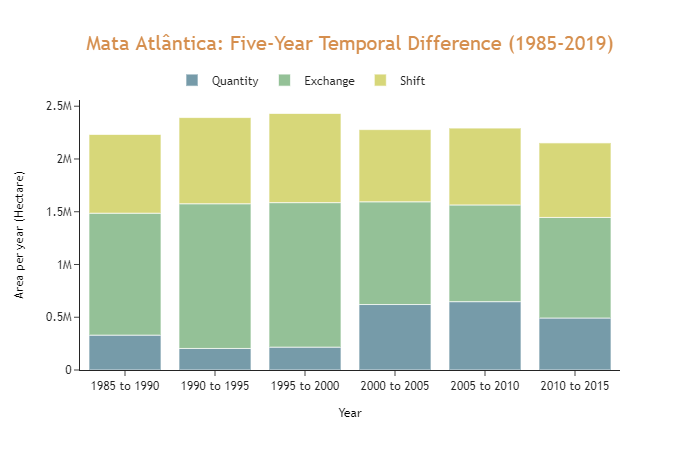 Mata Atlântica: Five-Year Temporal Difference (1985-2019)
Quantity Exchange Shift
2.5M
2M
1.5M
1M
0.5M
0
Area per year (Hectare)
1985 to 1990 1990 to 1995 1995 to 2000 2000 to 2005 2005 to 2010 2010 to 2015
Year